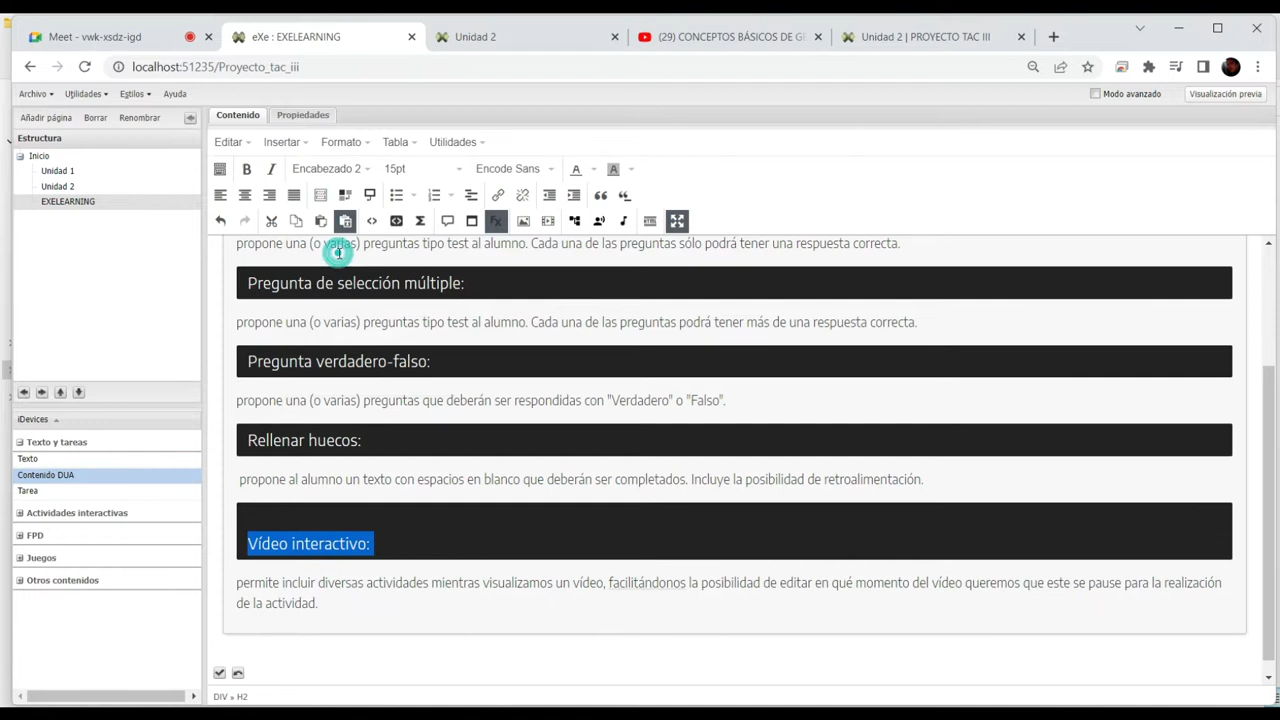 Meet - vwk-xsdz-igd
eXe : EXELEARNING
Unidad 2
(29) CONCEPTOS BÁSICOS DE GE
Unidad 2 | PROYECTO TAC III
localhost:51235/Proyecto_tac_iii
Archivo
Utilidades
Estilos
Ayuda
Modo avanzado
Visualización previa
Añadir página
Borrar
Renombrar
Contenido
Propiedades
Estructura
Inicio
Unidad 1
Unidad 2
EXELEARNING
Editar
Insertar
Formato
Tabla
Utilidades
B
I
Encabezado 2
15pt
Encode Sans
A
A
propone una (o varias) preguntas tipo test al alumno. Cada una de las preguntas sólo podrá tener una respuesta correcta.
Pregunta de selección múltiple:
propone una (o varias) preguntas tipo test al alumno. Cada una de las preguntas podrá tener más de una respuesta correcta.
Pregunta verdadero-falso:
propone una (o varias) preguntas que deberán ser respondidas con "Verdadero" o "Falso".
Rellenar huecos:
propone al alumno un texto con espacios en blanco que deberán ser completados. Incluye la posibilidad de retroalimentación.
Vídeo interactivo:
permite incluir diversas actividades mientras visualizamos un vídeo, facilitándonos la posibilidad de editar en qué momento del vídeo queremos que este se pause para la realización
de la actividad.
iDevices
Texto y tareas
Texto
Contenido DUA
Tarea
Actividades interactivas
FPD
Juegos
Otros contenidos
DIV » H2